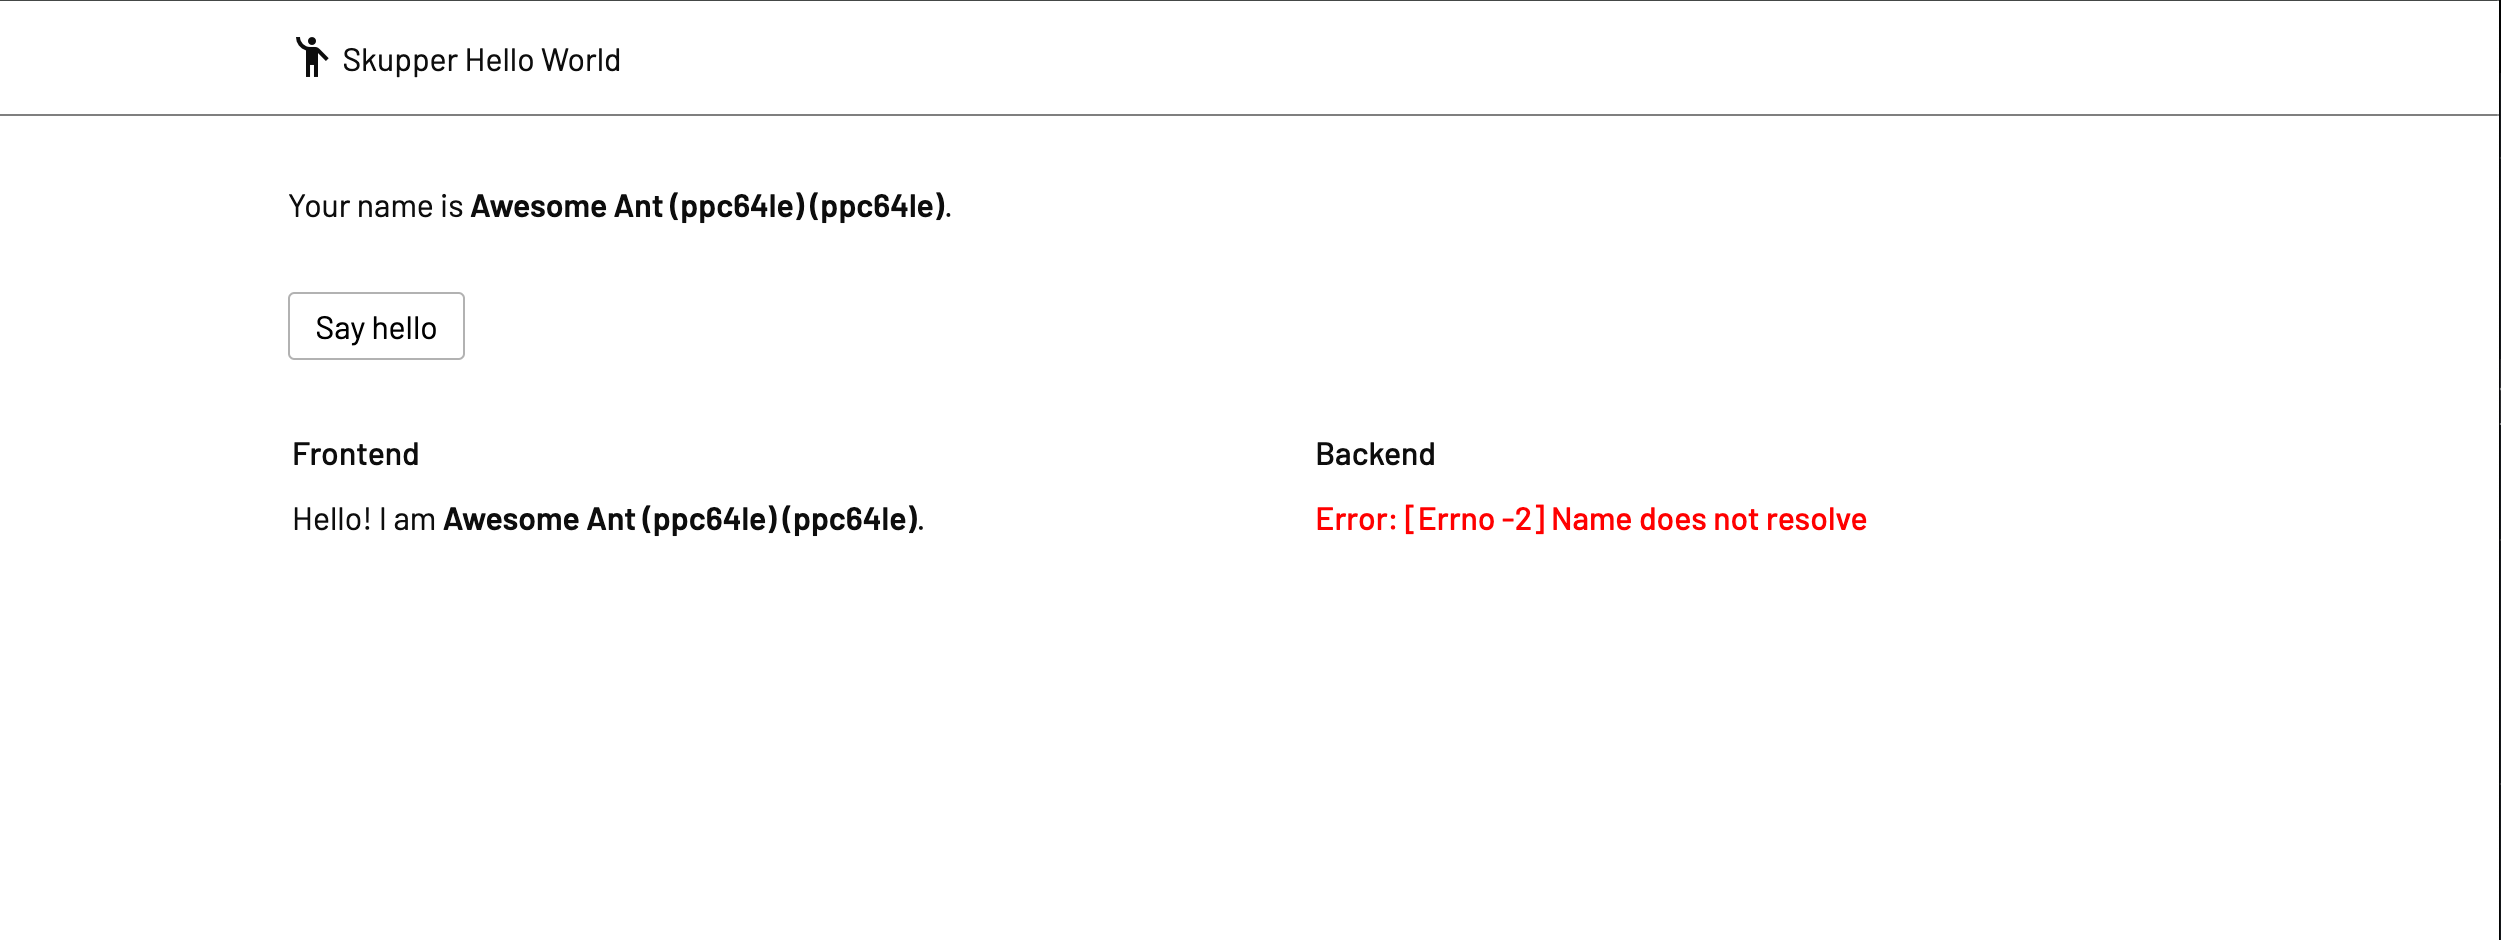 Skupper Hello World
Your name is Awesome Ant (ppc64le)(ppc64le).
Say hello
Frontend
Backend
Hello! I am Awesome Ant (ppc64le)(ppc64le).
Error: [Errno -2] Name does not resolve